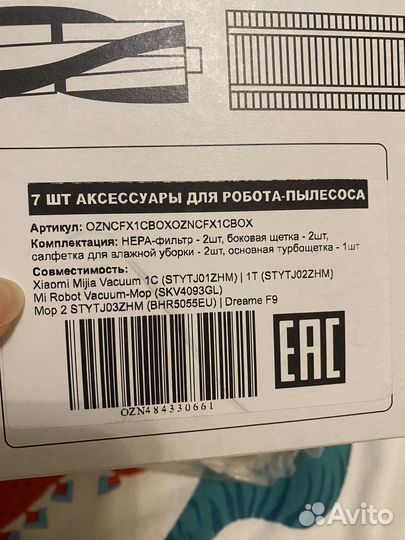 7 ШТ АКСЕССУАРЫ ДЛЯ РОБОТА-ПЫЛЕСОСА
Артикул: OZNCFX1CBOXOZNCFX1CBOX
Комплектация: HEPA-фильтр - 2шт, боковая щетка - 2шт,
салфетка для влажной уборки - 2шт, основная турбощетка - 1шт
Совместимость:
Xiaomi Mijia Vacuum 1C (STYTJ01ZHM) | 1T (STYTJ02ZHM)
Mi Robot Vacuum-Mop (SKV4093GL)
Mop 2 STYTJ03ZHM (BHR5055EU) | Dreame F9
EAC
OZN484330661
Avito